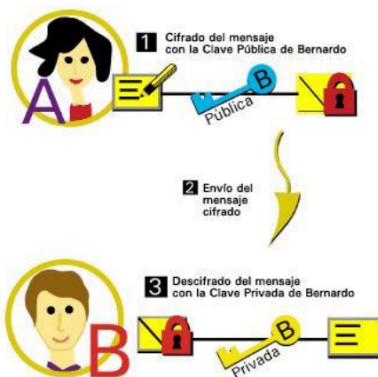 1 Cifrado del mensaje
con la Clave Pública de Bernardo
A
B
Pública
2 Envío del
mensaje
cifrado
3 Descifrado del mensaje
con la Clave Privada de Bernardo
B
B
Privada